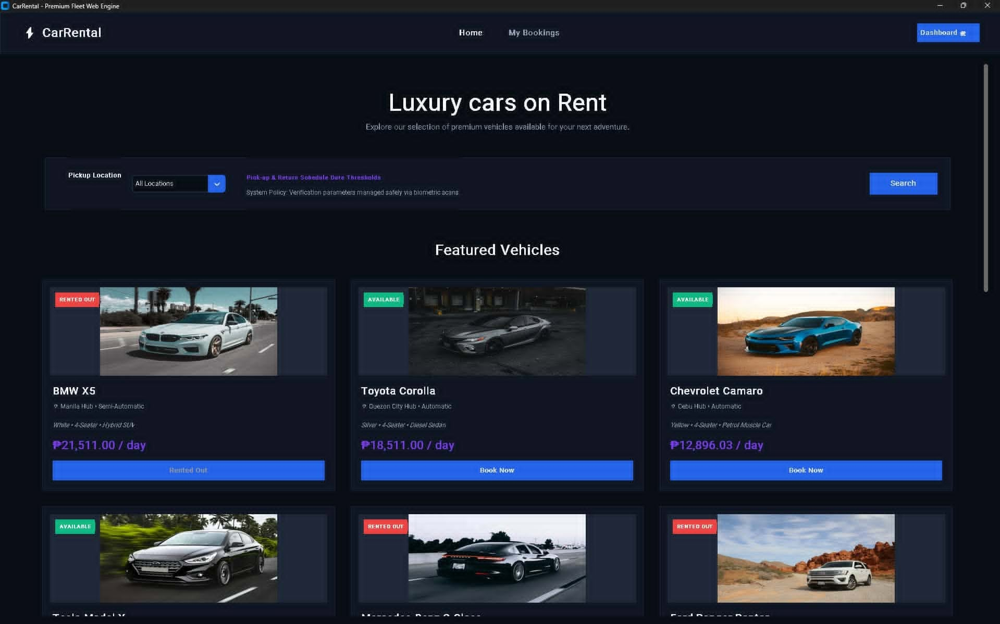 CarRental - Premium Fleet Web Engine
CarRental
Home
My Bookings
Dashboard
Luxury cars on Rent
Explore our selection of premium vehicles available for your next adventure.
Pickup Location
All Locations
Pick-up & Return Schedule Date Thresholds
System Policy: Verification parameters managed safely via biometric scans.
Search
Featured Vehicles
RENTED OUT
BMW X5
Manila Hub • Semi-Automatic
White • 4-Seater • Hybrid SUV
₱21,511.00 / day
Rented Out
AVAILABLE
Toyota Corolla
Quezon City Hub • Automatic
Silver • 4-Seater • Diesel Sedan
₱18,511.00 / day
Book Now
AVAILABLE
Chevrolet Camaro
Cebu Hub • Automatic
Yellow • 4-Seater • Petrol Muscle Car
₱12,896.03 / day
Book Now
AVAILABLE
Tesla Model X
RENTED OUT
RENTED OUT